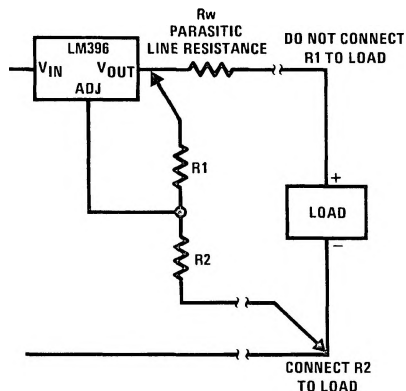 Rw
PARASITIC
LINE RESISTANCE
DO NOT CONNECT
R1 TO LOAD
LM396
VIN
VOUT
ADJ
R1
+
LOAD
−
R2
CONNECT R2
TO LOAD